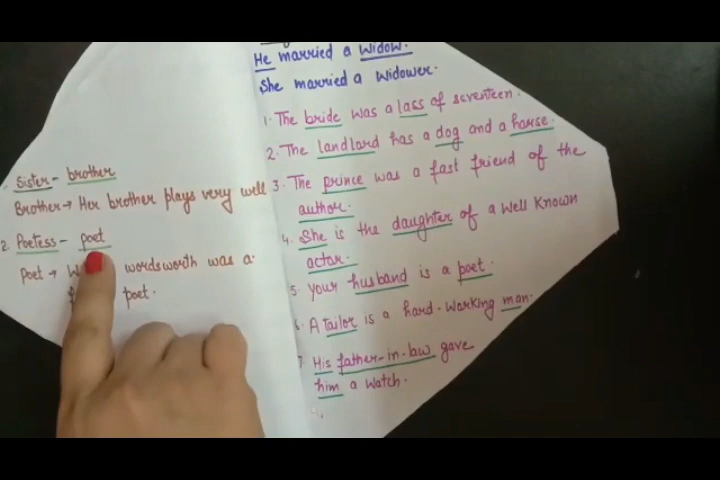 Sister - brother
Brother → Her brother plays very well
2. Poetess - poet
Poet → wordsworth was a
poet.
He married a widow.
She married a widower.
1. The bride was a lass of seventeen.
2. The landlord has a dog and a horse.
3. The prince was a fast friend of the
author.
4. She is the daughter of a well known
actor.
5. Your husband is a poet.
6. A tailor is a hard-working man.
7. His father-in-law gave
him a watch.